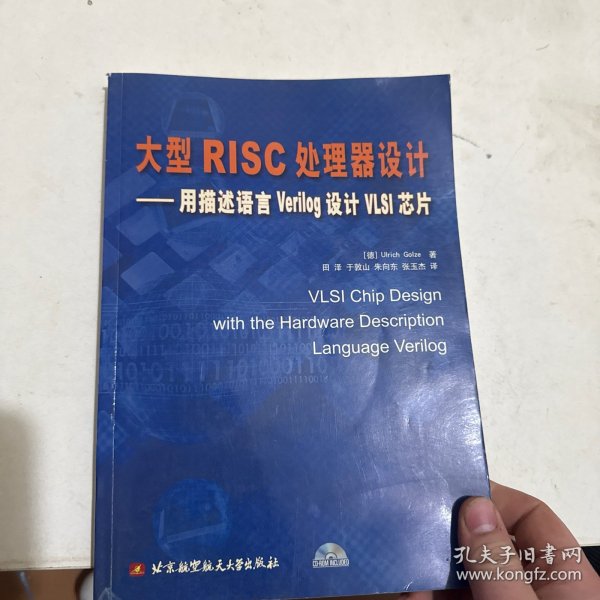 大型 RISC 处理器设计
——用描述语言 Verilog 设计 VLSI 芯片
[德] Ulrich Golze 著
田 泽 于敦山 朱向东 张玉杰 译
VLSI Chip Design
with the Hardware Description
Language Verilog
北京航空航天大学出版社
CD-ROM INCLUDED
孔夫子旧书网
www.kongfz.com